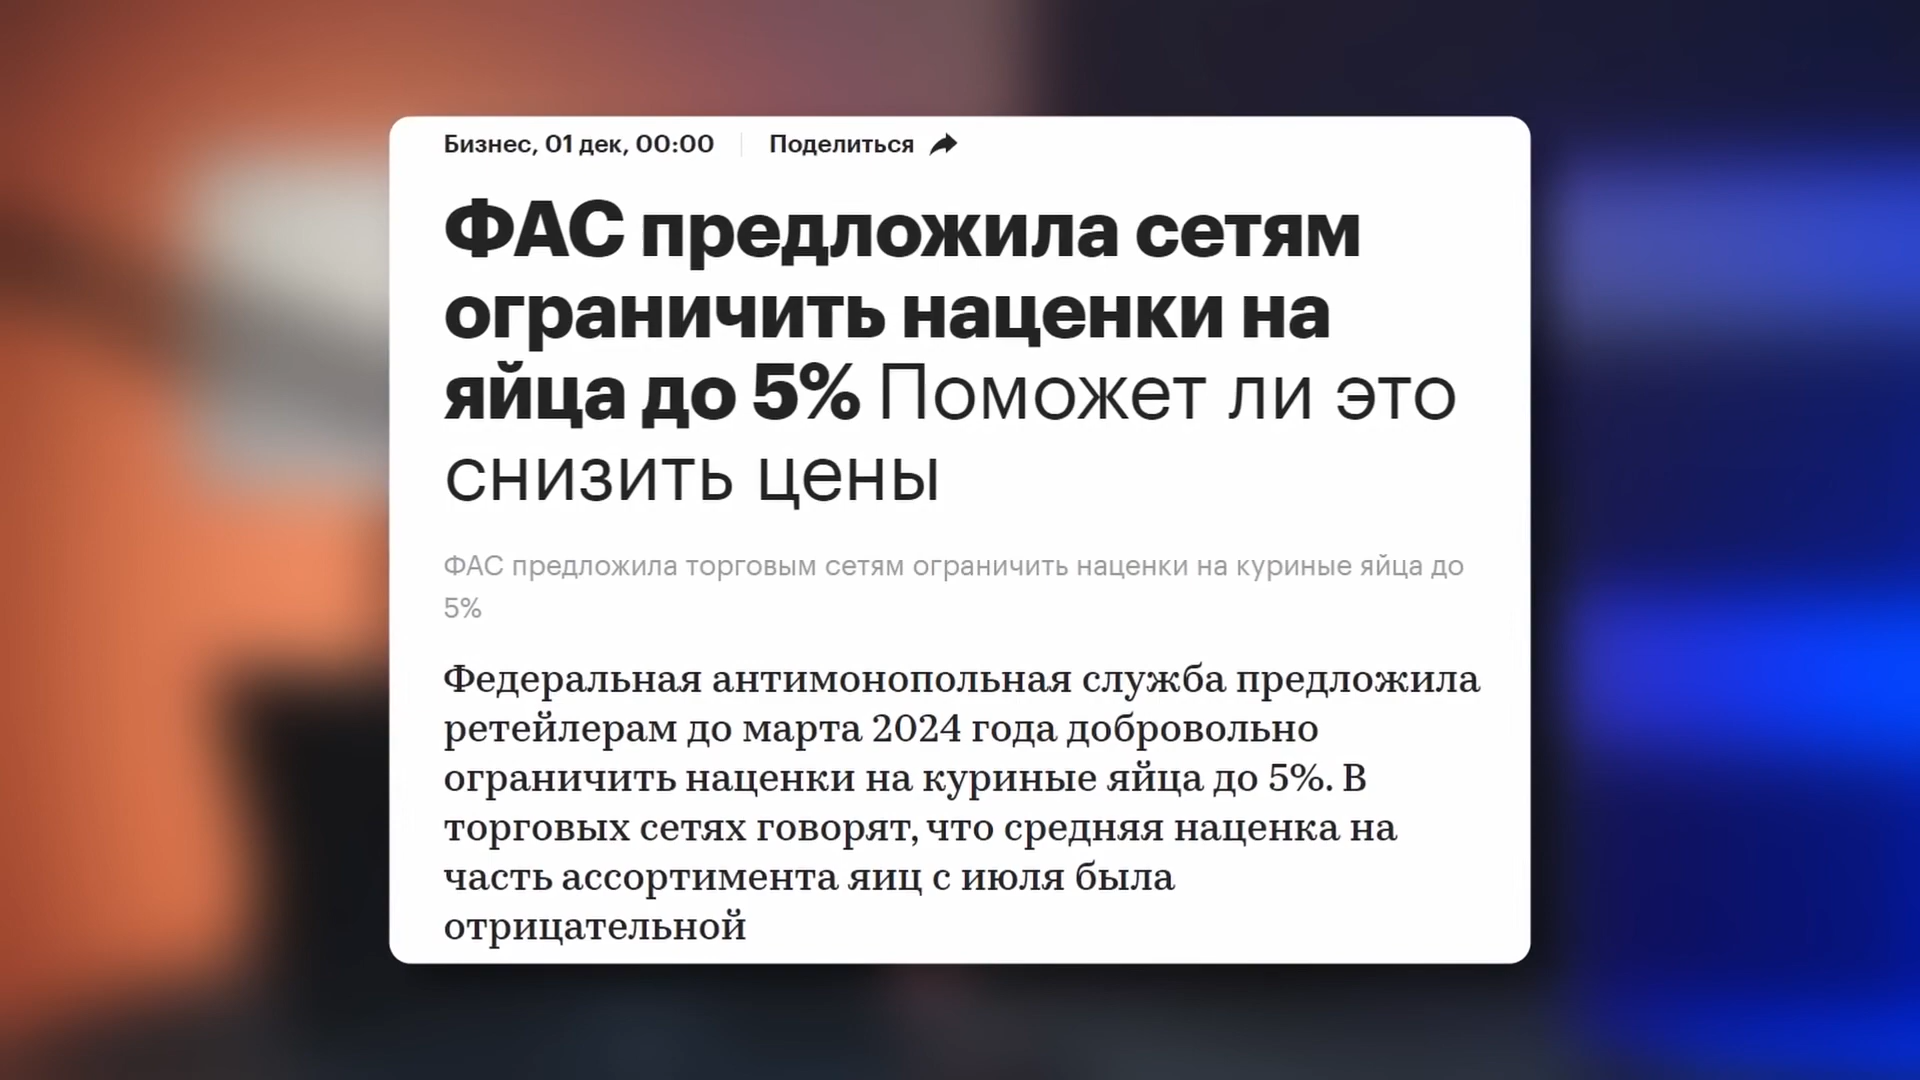 Бизнес, 01 дек, 00:00 Поделиться
ФАС предложила сетям
ограничить наценки на
яйца до 5% Поможет ли это
снизить цены
ФАС предложила торговым сетям ограничить наценки на куриные яйца до
5%
Федеральная антимонопольная служба предложила
ретейлерам до марта 2024 года добровольно
ограничить наценки на куриные яйца до 5%. В
торговых сетях говорят, что средняя наценка на
часть ассортимента яиц с июля была
отрицательной